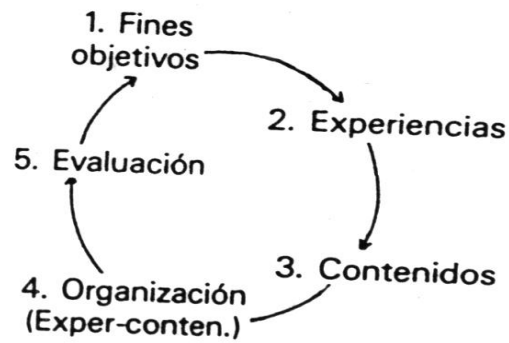 1. Fines
objetivos
2. Experiencias
3. Contenidos
4. Organización
(Exper-conten.)
5. Evaluación